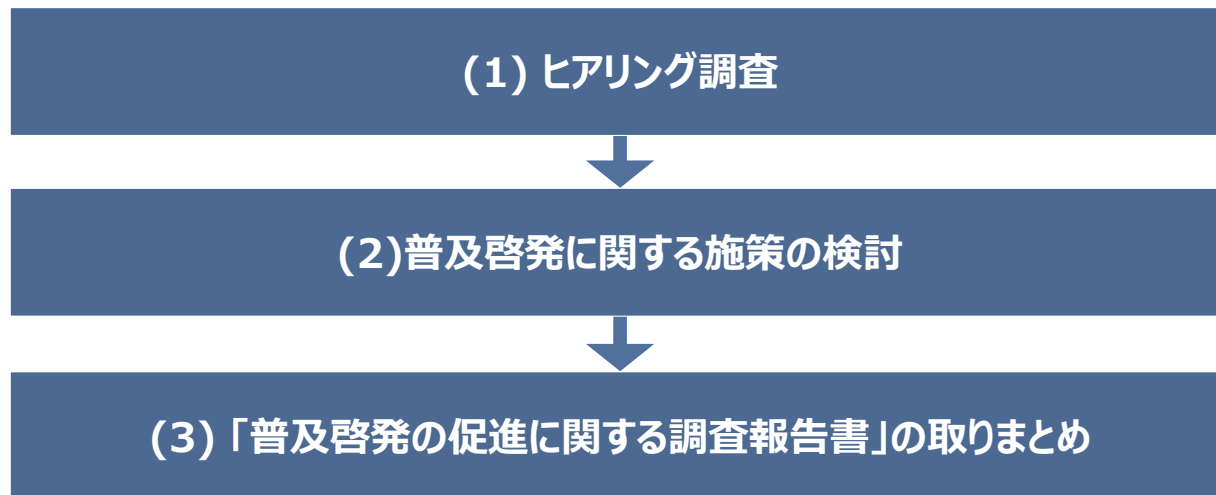 (1) ヒアリング調査
(2)普及啓発に関する施策の検討
(3) 「普及啓発の促進に関する調査報告書」の取りまとめ